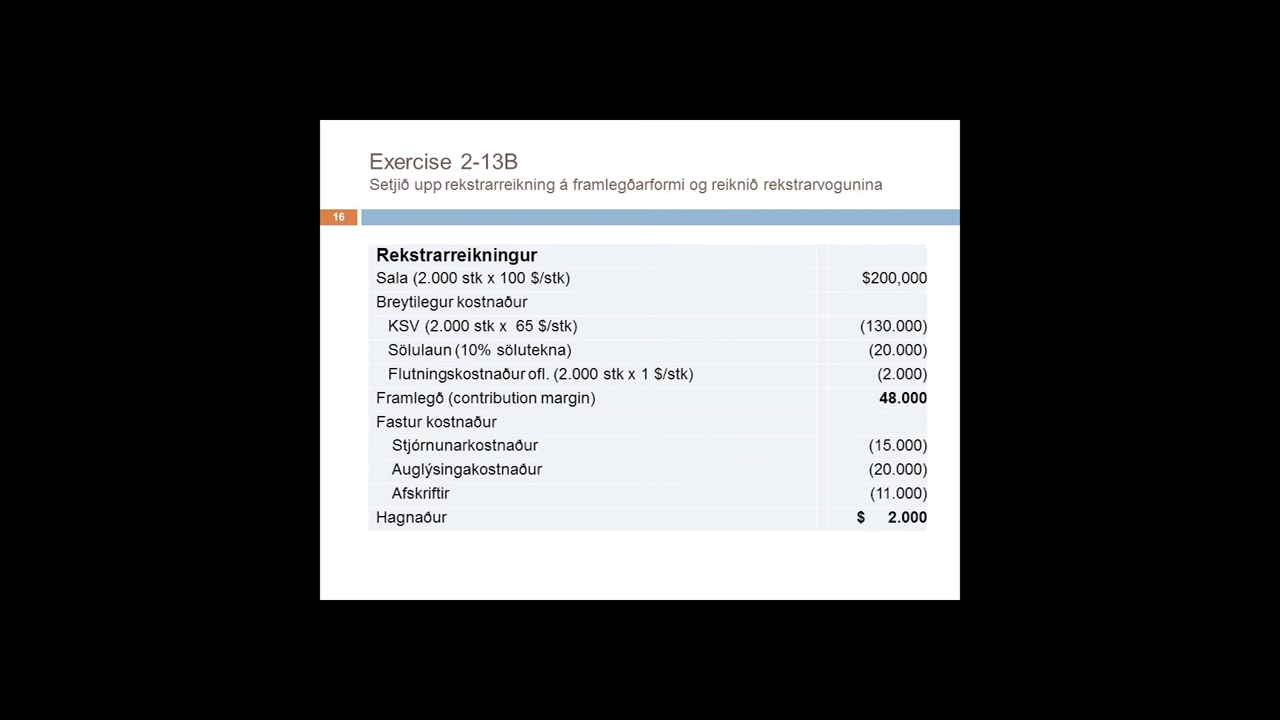 Exercise 2-13B
Setjið upp rekstrarreikning á framlegðarformi og reiknið rekstrarvogunina
16
Rekstrarreikningur
Sala (2.000 stk x 100 $/stk) $200,000
Breytilegur kostnaður
KSV (2.000 stk x 65 $/stk) (130.000)
Sölulaun (10% sölutekna) (20.000)
Flutningskostnaður ofl. (2.000 stk x 1 $/stk) (2.000)
Framlegð (contribution margin) 48.000
Fastur kostnaður
Stjórnunarkostnaður (15.000)
Auglýsingakostnaður (20.000)
Afskriftir (11.000)
Hagnaður $ 2.000